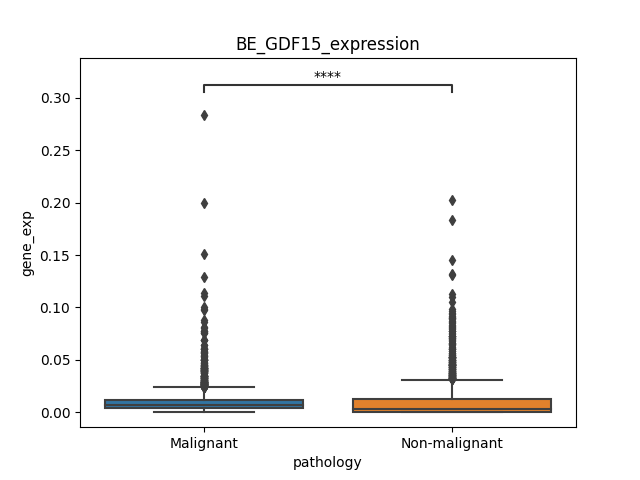 BE_GDF15_expression
****
0.30
0.25
0.20
0.15
0.10
0.05
0.00
gene_exp
Malignant
Non-malignant
pathology